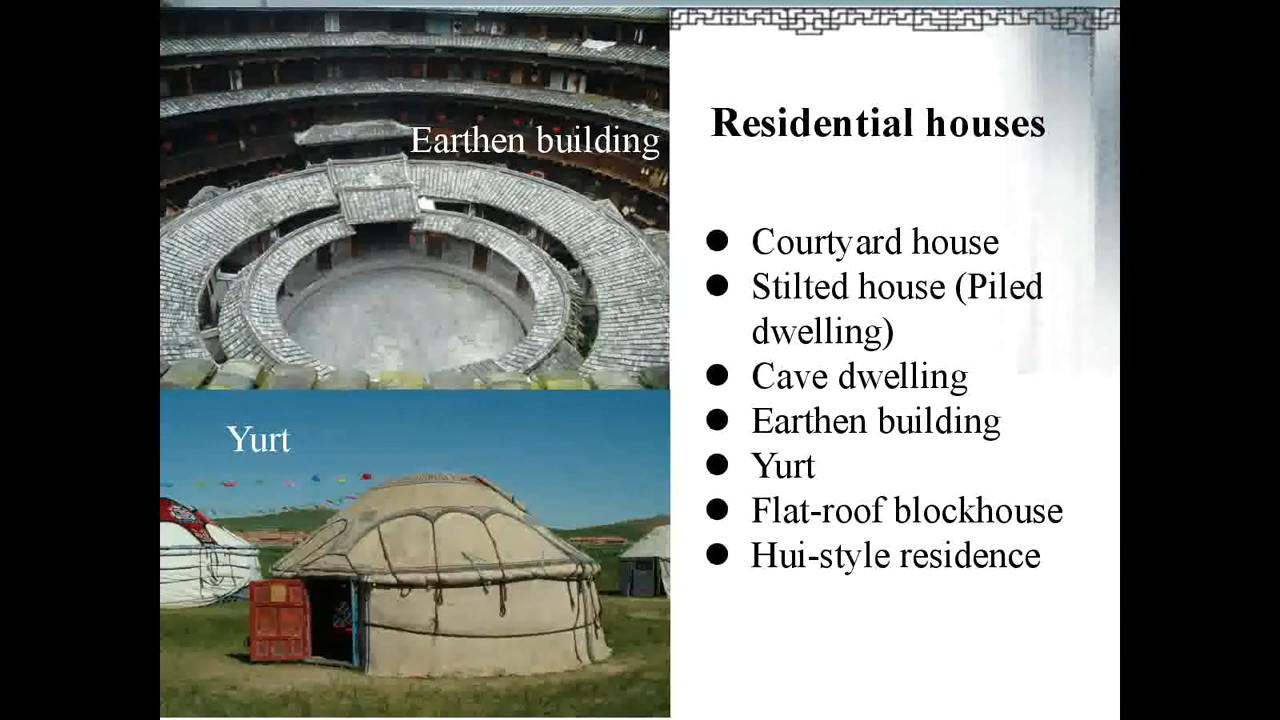 Earthen building
Yurt
Residential houses
● Courtyard house
● Stilted house (Piled
dwelling)
● Cave dwelling
● Earthen building
● Yurt
● Flat-roof blockhouse
● Hui-style residence